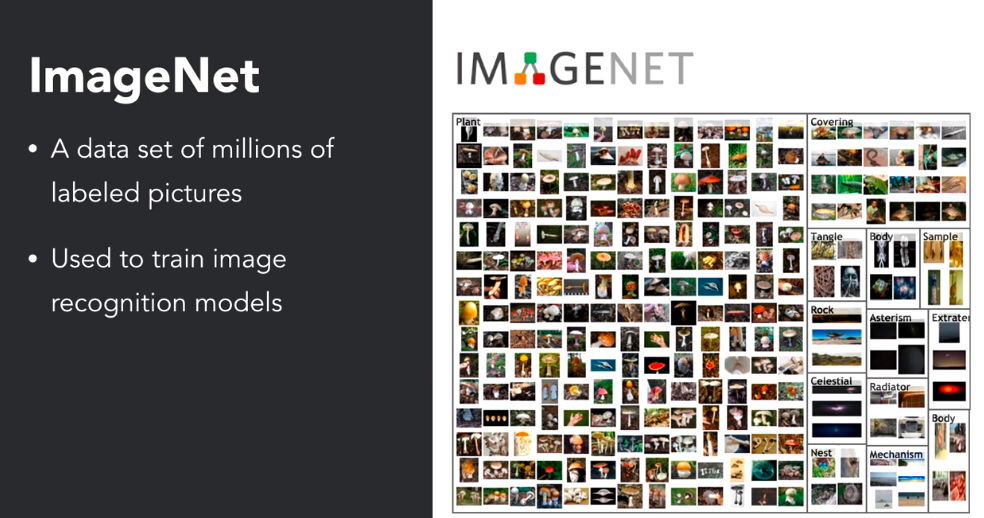 ImageNet
• A data set of millions of
labeled pictures
• Used to train image
recognition models
IMAGENET
Plant
Covering
Tangle
Body
Sample
Rock
Asterism
Extrater
Celestial
Radiator
Body
Nest
Mechanism